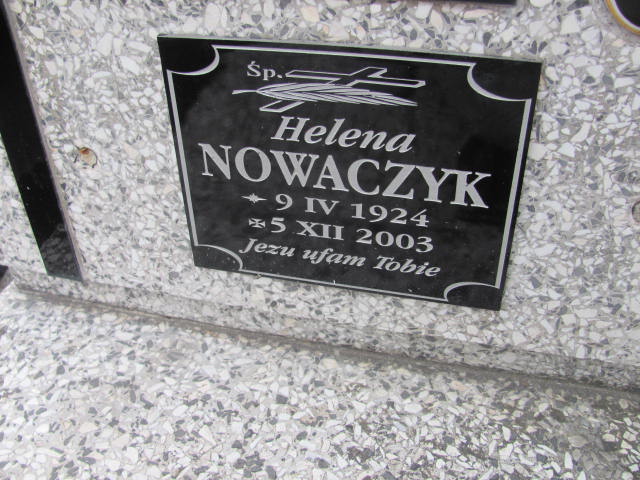 Śp.
Helena
NOWACZYK
9 IV 1924
5 XII 2003
Jezu ufam Tobie